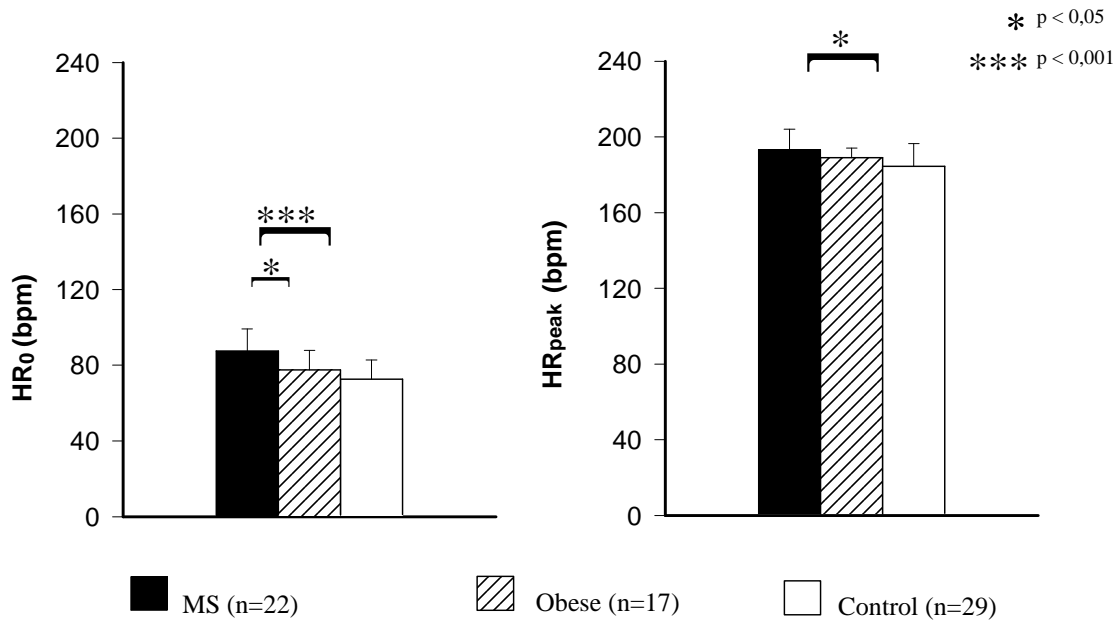 * p < 0,05
*** p < 0,001
HR0 (bpm)
240
200
160
120
80
40
0
***
*
HRpeak (bpm)
240
200
160
120
80
40
0
*
MS (n=22)
Obese (n=17)
Control (n=29)